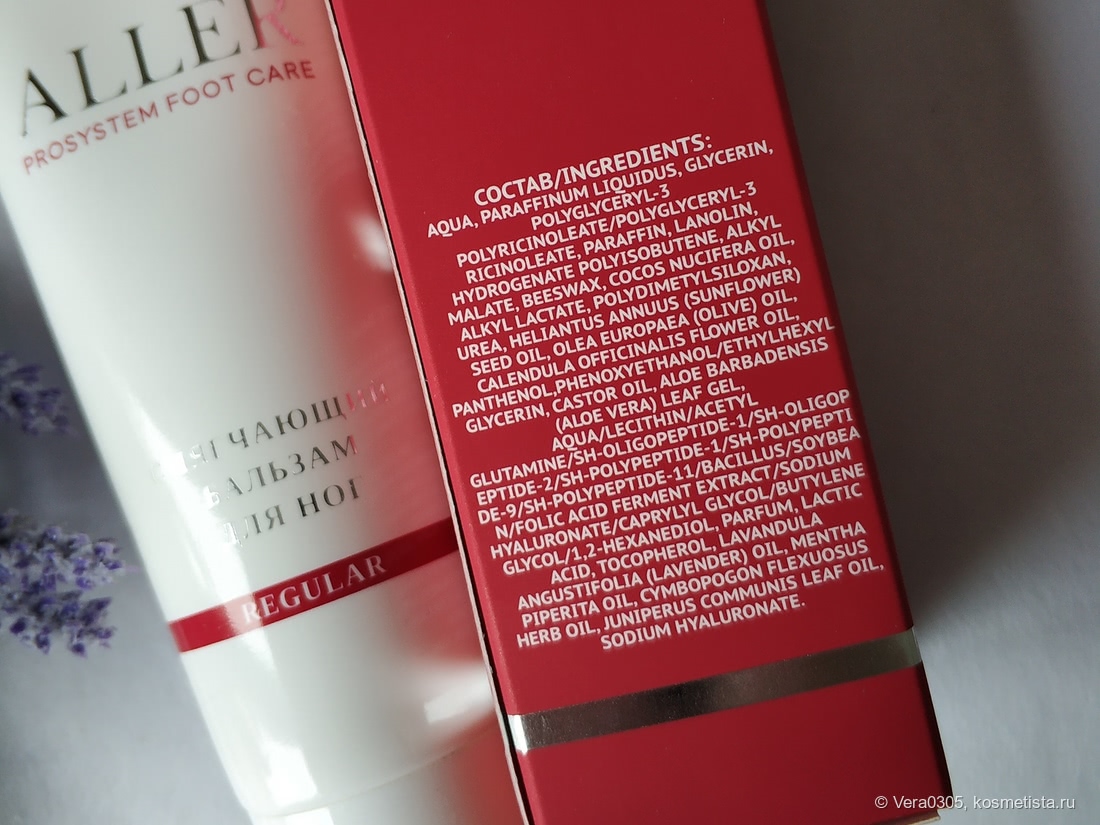 ALLER
PROSYSTEM FOOT CARE
БАЛЬЗАМ
ДЛЯ НОГ
REGULAR
СОСТАВ/INGREDIENTS:
AQUA, PARAFFINUM LIQUIDUS, GLYCERIN,
POLYGLYCERYL-3
POLYRICINOLEATE/POLYGLYCERYL-3
RICINOLEATE, PARAFFIN, LANOLIN,
HYDROGENATE POLYISOBUTENE, ALKYL
MALATE, BEESWAX, COCOS NUCIFERA OIL,
ALKYL LACTATE, POLYDIMETYLSILOXAN,
UREA, HELIANTUS ANNUUS (SUNFLOWER)
SEED OIL, OLEA EUROPAEA (OLIVE) OIL,
CALENDULA OFFICINALIS FLOWER OIL,
PANTHENOL,PHENOXYETHANOL/ETHYLHEXYL
GLYCERIN, CASTOR OIL, ALOE BARBADENSIS
(ALOE VERA) LEAF GEL,
AQUA/LECITHIN/ACETYL
GLUTAMINE/SH-OLIGOPEPTIDE-1/SH-OLIGOP
EPTIDE-2/SH-POLYPEPTIDE-1/SH-POLYPEPTI
DE-9/SH-POLYPEPTIDE-11/BACILLUS/SOYBEA
N/FOLIC ACID FERMENT EXTRACT/SODIUM
HYALURONATE/CAPRYLYL GLYCOL/BUTYLENE
GLYCOL/1,2-HEXANEDIOL, PARFUM, LACTIC
ACID, TOCOPHEROL, LAVANDULA
ANGUSTIFOLIA (LAVENDER) OIL, MENTHA
PIPERITA OIL, CYMBOPOGON FLEXUOSUS
HERB OIL, JUNIPERUS COMMUNIS LEAF OIL,
SODIUM HYALURONATE.
© Vera0305, kosmetista.ru